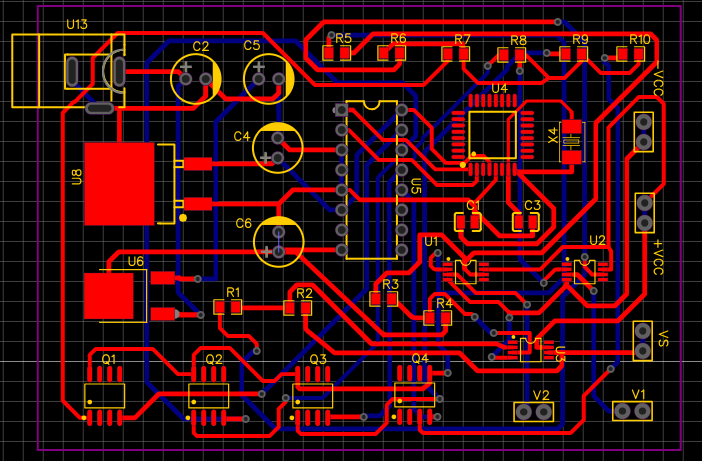 U13
C2
C5
R5
R6
R7
R8
R9
R10
-VCC
U4
C4
X4
U8
U5
C6
C1
C3
U1
U2
+VCC
U6
R1
R2
R3
R4
U3
VS
Q1
Q2
Q3
Q4
V2
V1